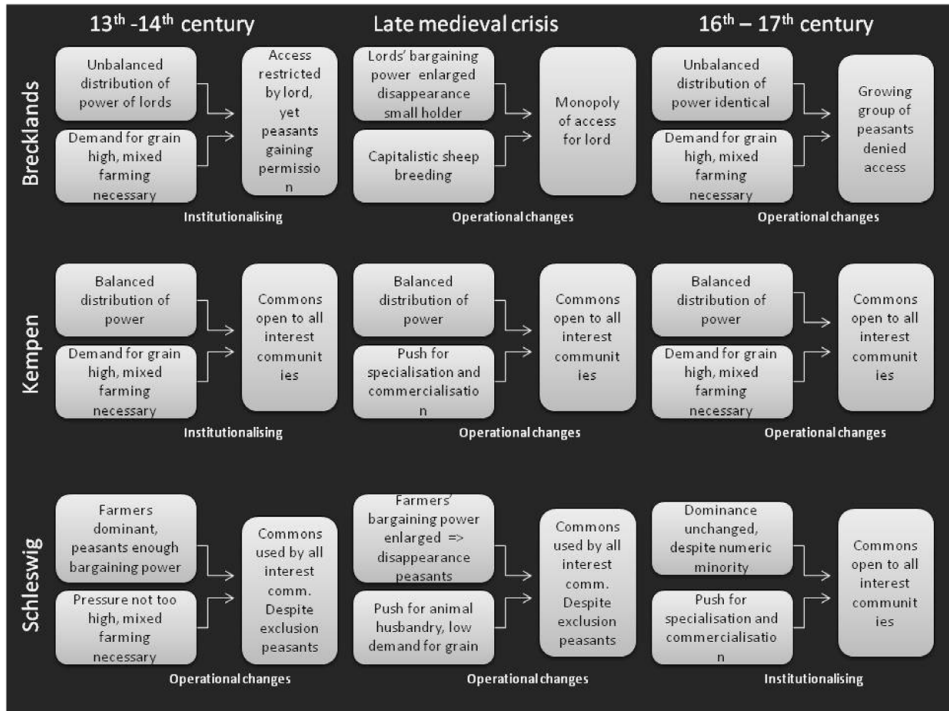 13th -14th century
Late medieval crisis
16th – 17th century
Brecklands
Unbalanced
distribution of
power of lords
Demand for grain
high, mixed
farming
necessary
Access
restricted
by lord,
yet
peasants
gaining
permissio
n
Institutionalising
Lords' bargaining
power enlarged
disappearance
small holder
Capitalistic sheep
breeding
Monopoly
of access
for lord
Operational changes
Unbalanced
distribution of
power identical
Demand for grain
high, mixed
farming
necessary
Growing
group of
peasants
denied
access
Operational changes
Kempen
Balanced
distribution of
power
Demand for grain
high, mixed
farming
necessary
Commons
open to all
interest
communit
ies
Institutionalising
Balanced
distribution of
power
Push for
specialisation and
commercialisatio
n
Commons
open to all
interest
communit
ies
Operational changes
Balanced
distribution of
power
Demand for grain
high, mixed
farming
necessary
Commons
open to all
interest
communit
ies
Operational changes
Schleswig
Farmers
dominant,
peasants enough
bargaining power
Pressure not too
high, mixed
farming
necessary
Commons
used by all
interest
comm.
Despite
exclusion
peasants
Operational changes
Farmers'
bargaining power
enlarged =>
disappearance
peasants
Push for animal
husbandry, low
demand for grain
Commons
used by all
interest
comm.
Despite
exclusion
peasants
Operational changes
Dominance
unchanged,
despite numeric
minority
Push for
specialisation and
commercialisatio
n
Commons
open to all
interest
communit
ies
Institutionalising